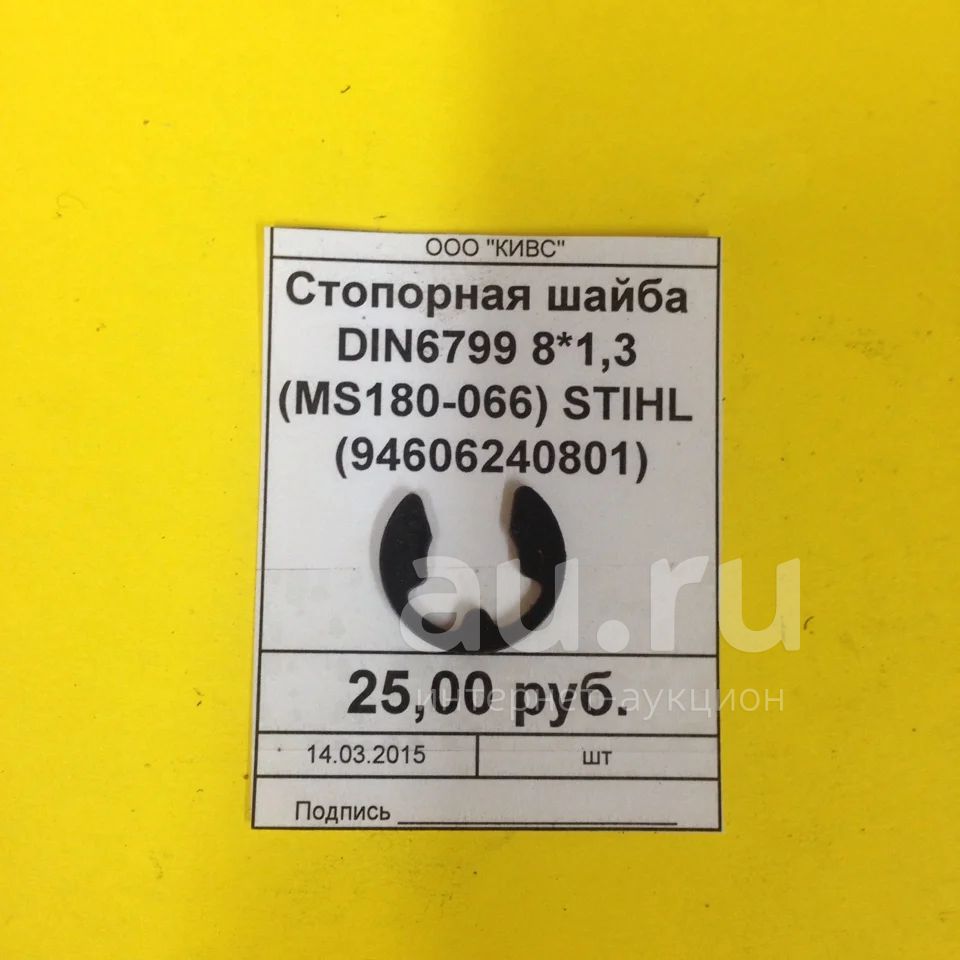 ООО "КИВС"
Стопорная шайба
DIN6799 8*1,3
(MS180-066) STIHL
(94606240801)
au.ru
25,00 руб.
интернет-аукцион
14.03.2015 шт
Подпись